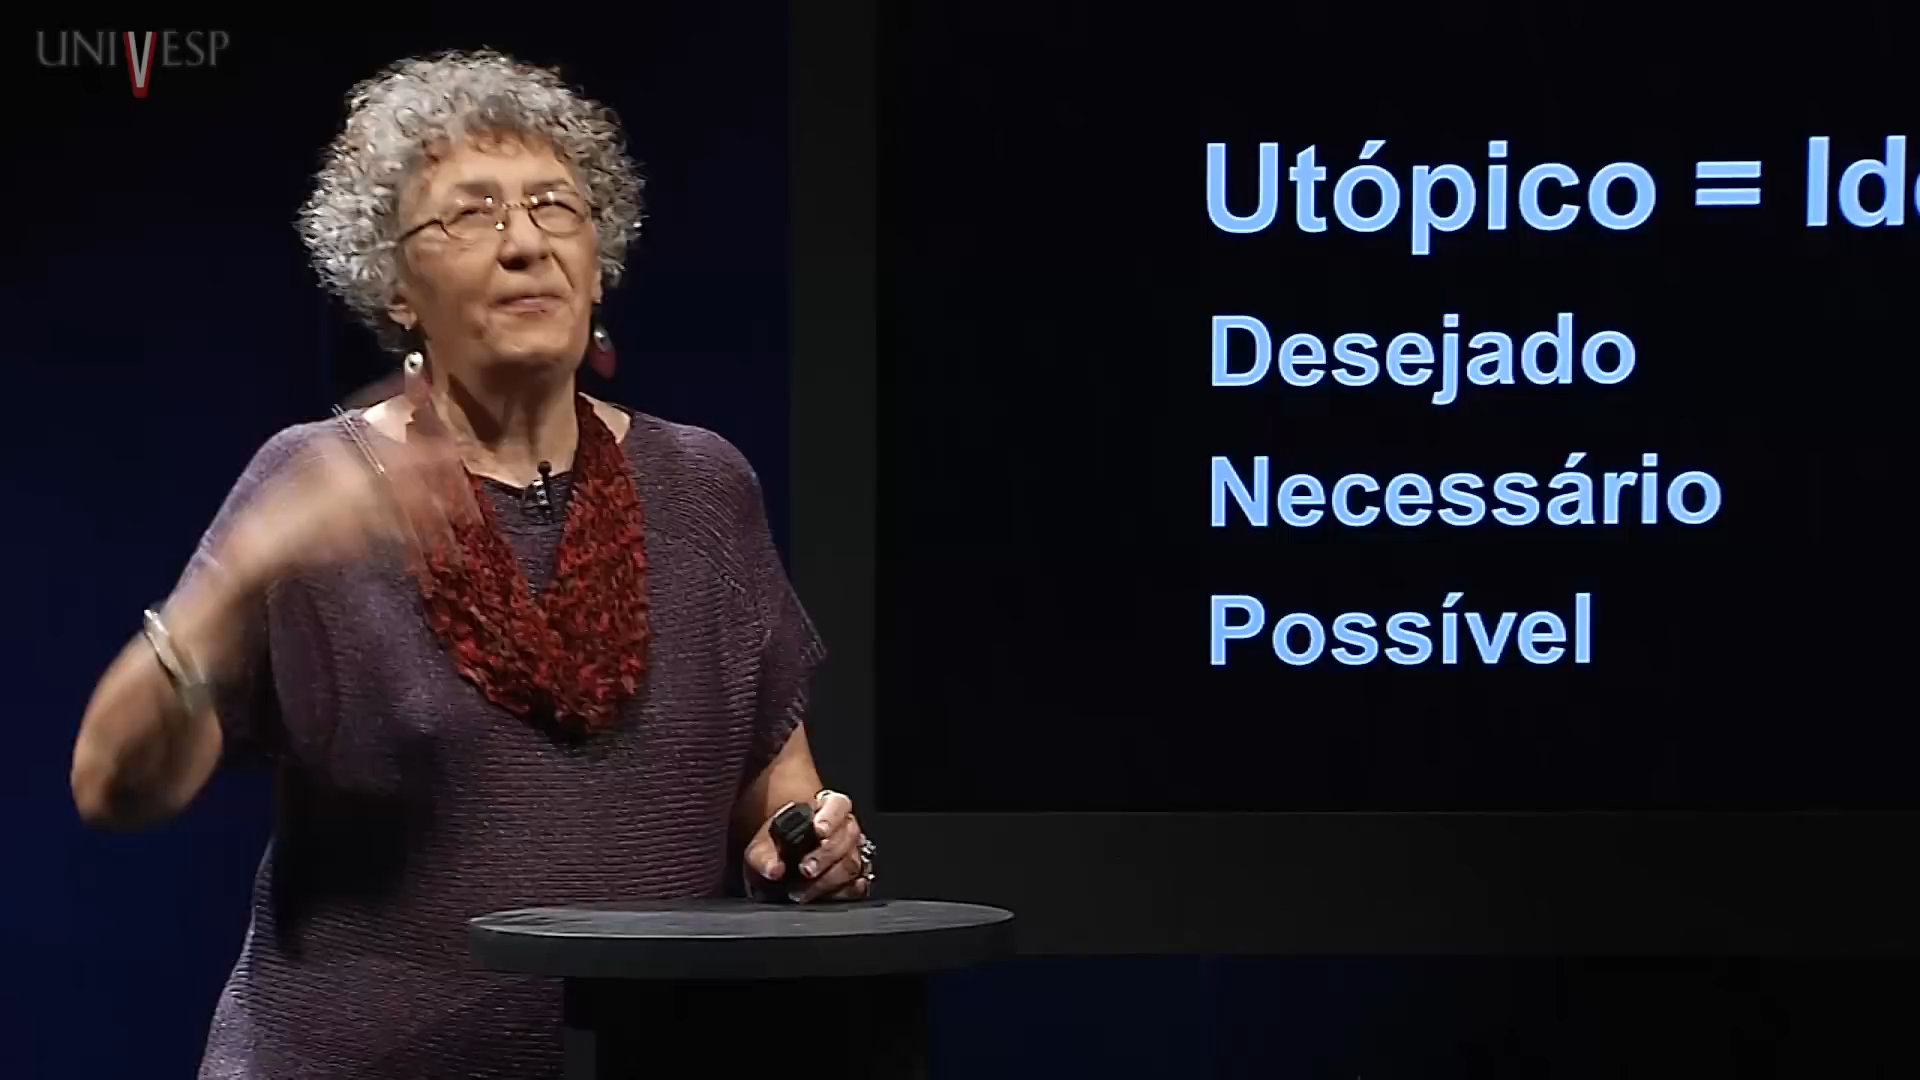 UNIVESP
Utópico = Id
Desejado
Necessário
Possível